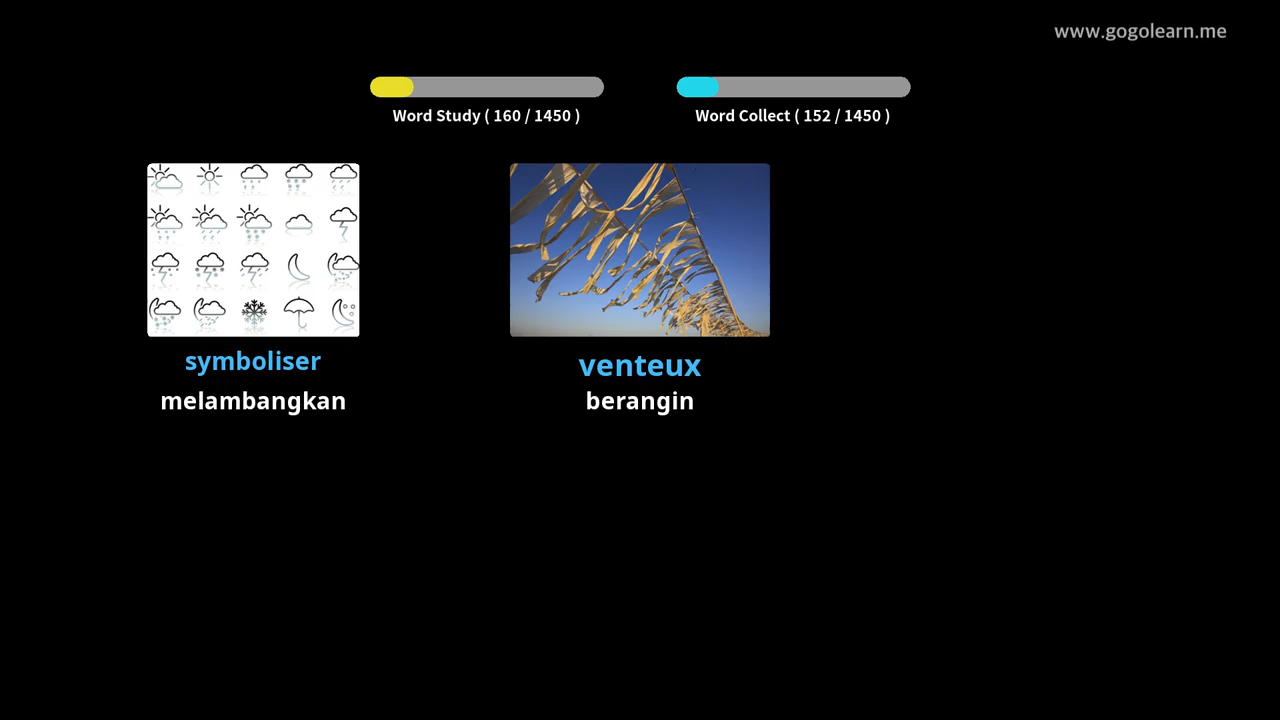 www.gogolearn.me
Word Study ( 160 / 1450 )
Word Collect ( 152 / 1450 )
symboliser
melambangkan
venteux
berangin